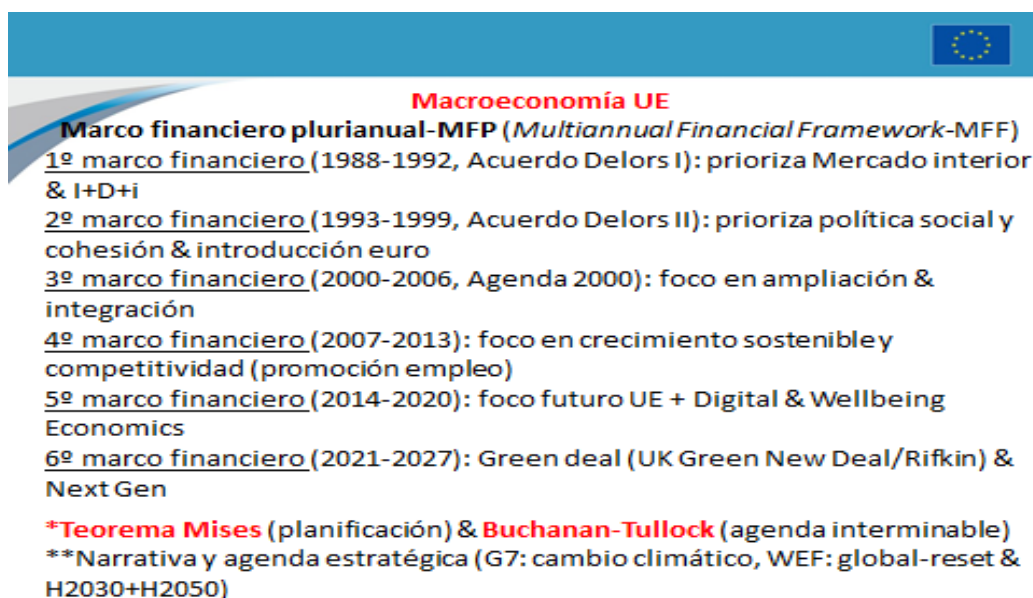 Macroeconomía UE
Marco financiero plurianual-MFP (Multiannual Financial Framework-MFF)
1º marco financiero (1988-1992, Acuerdo Delors I): prioriza Mercado interior
& I+D+i
2º marco financiero (1993-1999, Acuerdo Delors II): prioriza política social y
cohesión & introducción euro
3º marco financiero (2000-2006, Agenda 2000): foco en ampliación &
integración
4º marco financiero (2007-2013): foco en crecimiento sostenible y
competitividad (promoción empleo)
5º marco financiero (2014-2020): foco futuro UE + Digital & Wellbeing
Economics
6º marco financiero (2021-2027): Green deal (UK Green New Deal/Rifkin) &
Next Gen
*Teorema Mises (planificación) & Buchanan-Tullock (agenda interminable)
**Narrativa y agenda estratégica (G7: cambio climático, WEF: global-reset &
H2030+H2050)